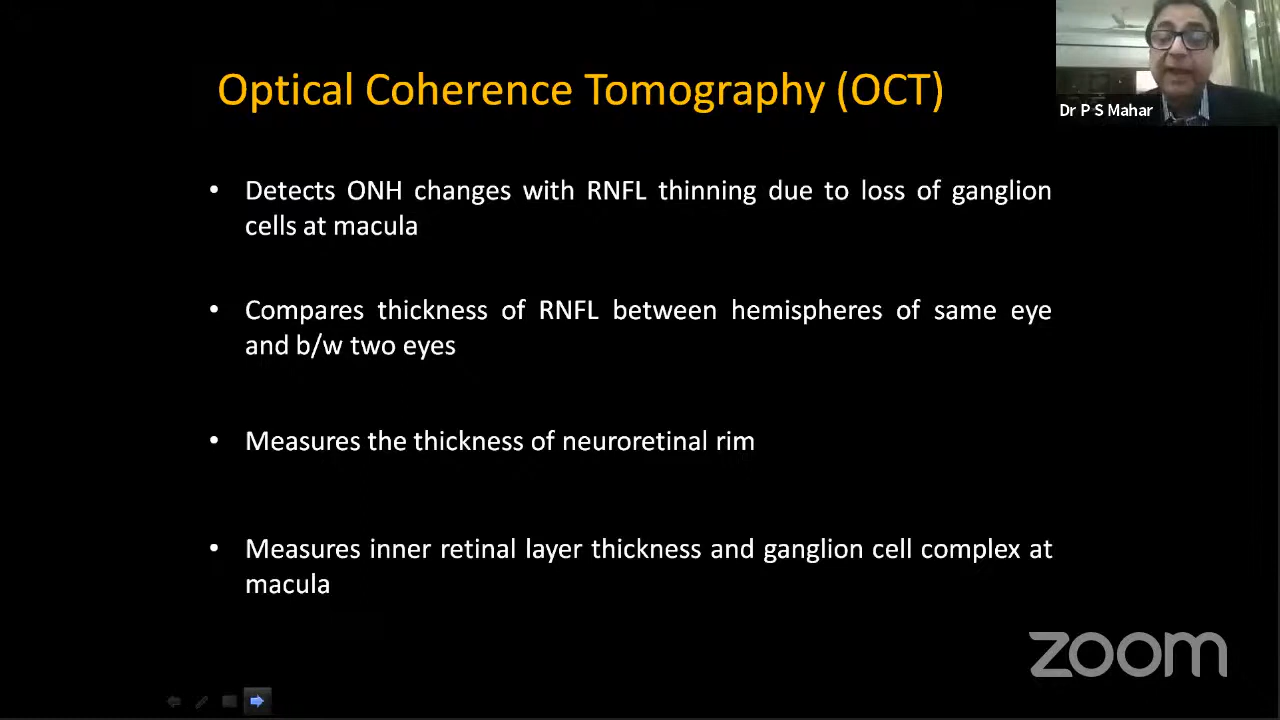 Optical Coherence Tomography (OCT)
Dr P S Mahar
• Detects ONH changes with RNFL thinning due to loss of ganglion
cells at macula
• Compares thickness of RNFL between hemispheres of same eye
and b/w two eyes
• Measures the thickness of neuroretinal rim
• Measures inner retinal layer thickness and ganglion cell complex at
macula
zoom